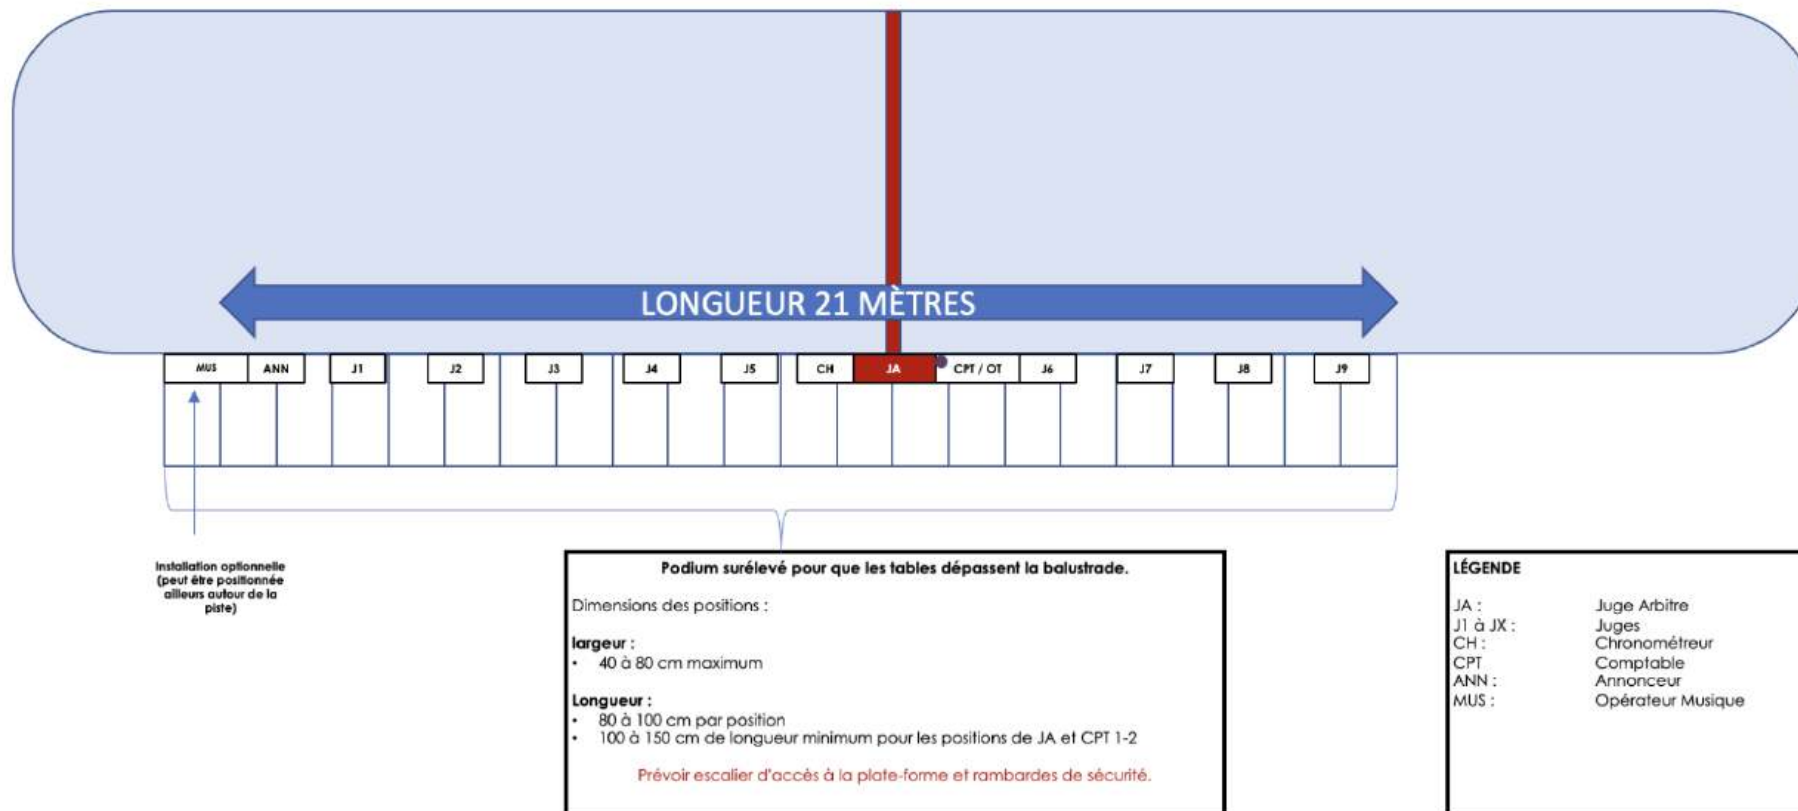 LONGUEUR 21 MÈTRES
MUS ANN J1 J2 J3 J4 J5 CH JA CPT / OT J6 J7 J8 J9
Installation optionnelle
(peut être positionnée
ailleurs autour de la
piste)
Podium surélevé pour que les tables dépassent la balustrade.
Dimensions des positions :
largeur :
• 40 à 80 cm maximum
Longueur :
• 80 à 100 cm par position
• 100 à 150 cm de longueur minimum pour les positions de JA et CPT 1-2
Prévoir escalier d'accès à la plate-forme et rambardes de sécurité.
LÉGENDE
JA : Juge Arbitre
J1 à JX : Juges
CH : Chronométreur
CPT Comptable
ANN : Annonceur
MUS : Opérateur Musique